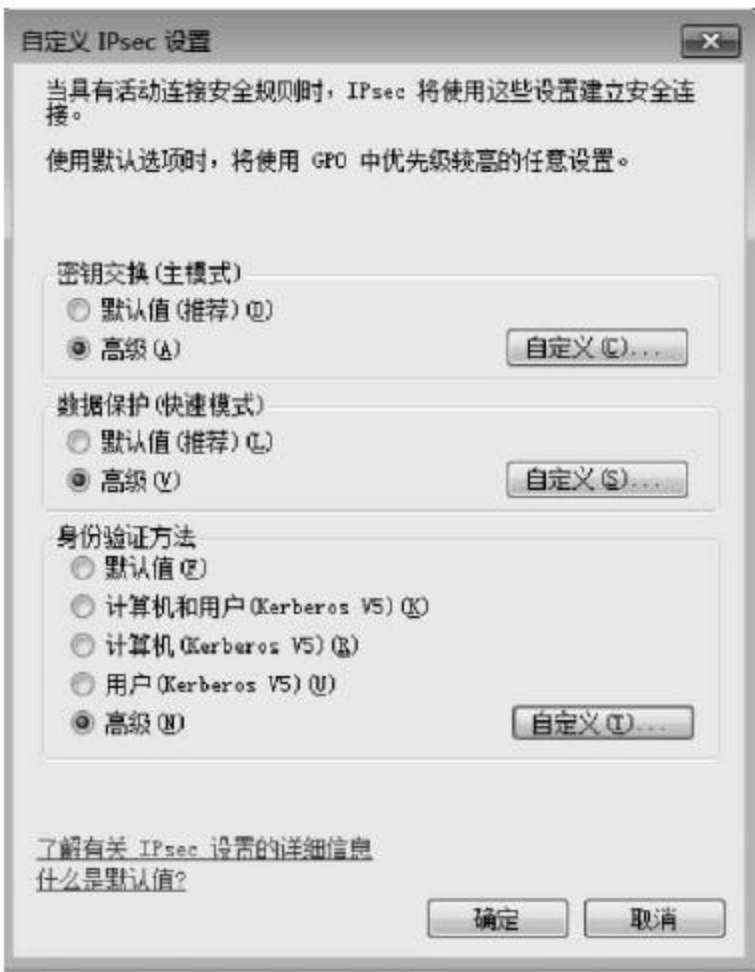 自定义 IPsec 设置
当具有活动连接安全规则时，IPsec 将使用这些设置建立安全连
接。
使用默认选项时，将使用 GPO 中优先级较高的任意设置。
密钥交换(主模式)
默认值(推荐)(D)
高级(A)
自定义(C)...
数据保护(快速模式)
默认值(推荐)(L)
高级(V)
自定义(S)...
身份验证方法
默认值(F)
计算机和用户(Kerberos V5)(K)
计算机(Kerberos V5)(R)
用户(Kerberos V5)(U)
高级(N)
自定义(T)...
了解有关 IPsec 设置的详细信息
什么是默认值?
确定
取消